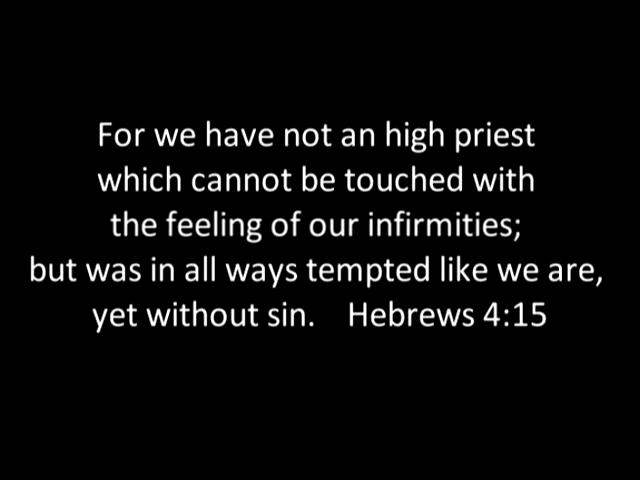 For we have not an high priest
which cannot be touched with
the feeling of our infirmities;
but was in all ways tempted like we are,
yet without sin. Hebrews 4:15